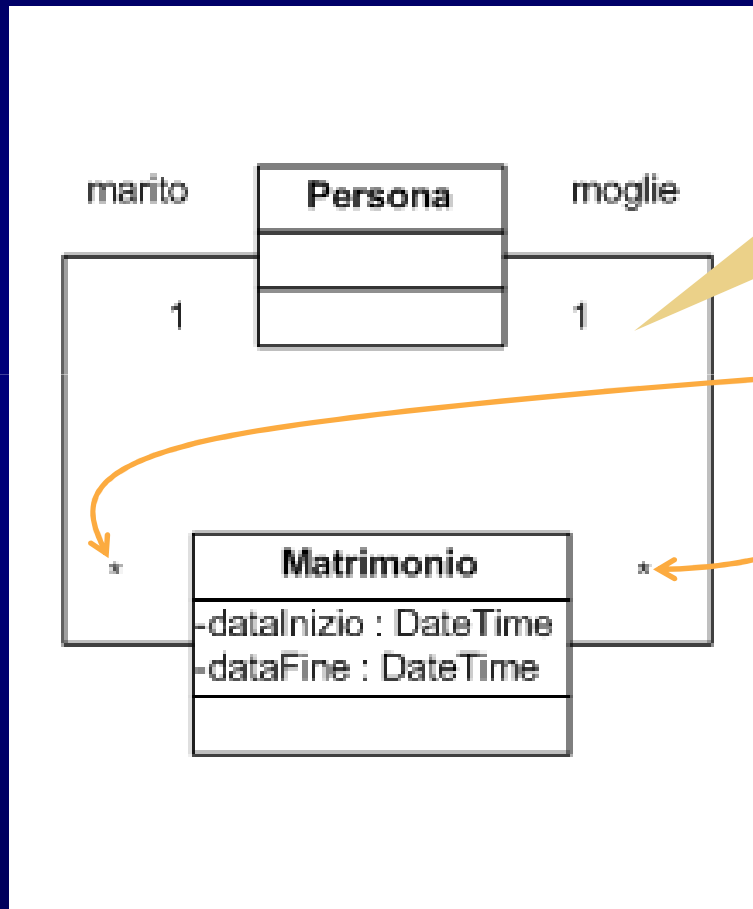 marito
Persona
moglie
1
1
*
Matrimonio
*
-dataInizio : DateTime
-dataFine : DateTime